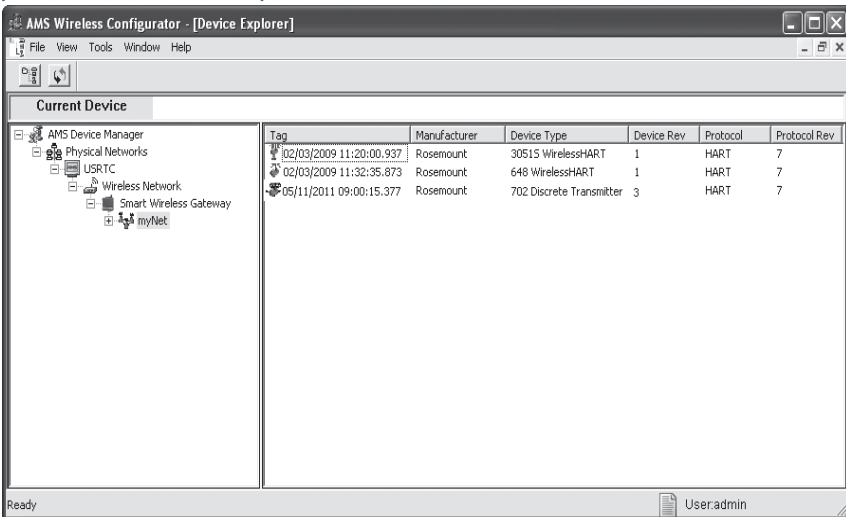 AMS Wireless Configurator - [Device Explorer]
File View Tools Window Help
Current Device
AMS Device Manager
Physical Networks
USRTC
Wireless Network
Smart Wireless Gateway
myNet
Tag Manufacturer Device Type Device Rev Protocol Protocol Rev
02/03/2009 11:20:00.937 Rosemount 3051S WirelessHART 1 HART 7
02/03/2009 11:32:35.873 Rosemount 648 WirelessHART 1 HART 7
05/11/2011 09:00:15.377 Rosemount 702 Discrete Transmitter 3 HART 7
Ready User:admin